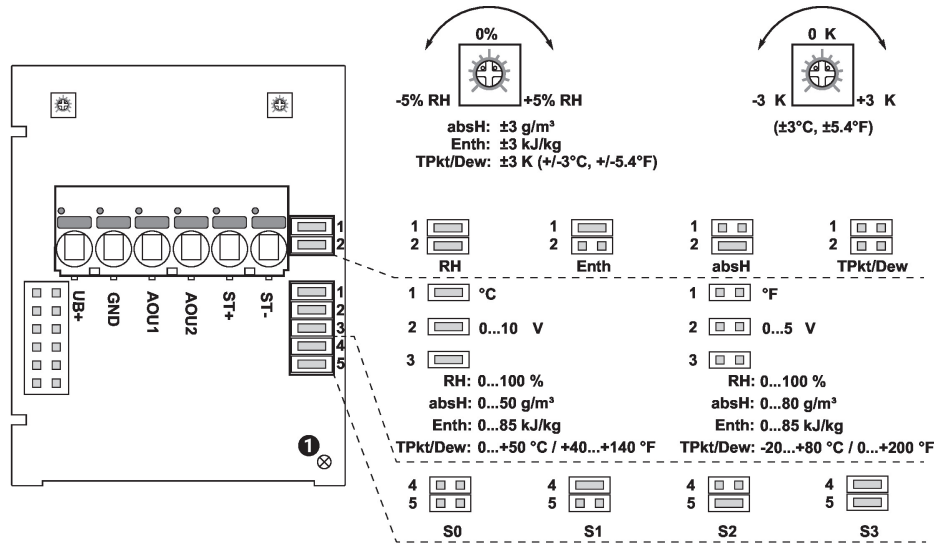 0%
-5% RH +5% RH
absH: ±3 g/m³
Enth: ±3 kJ/kg
TPkt/Dew: ±3 K (+/-3°C, +/-5.4°F)
0 K
-3 K +3 K
(±3°C, ±5.4°F)
1
2
UB+
GND
AOU1
AOU2
ST+
ST-
1
2
3
4
5
1
1
2
RH
1
2
Enth
1
2
absH
1
2
TPkt/Dew
1 °C
2 0...10 V
3
RH: 0...100 %
absH: 0...50 g/m³
Enth: 0...85 kJ/kg
TPkt/Dew: 0...+50 °C / +40...+140 °F
1 °F
2 0...5 V
3
RH: 0...100 %
absH: 0...80 g/m³
Enth: 0...85 kJ/kg
TPkt/Dew: -20...+80 °C / 0...+200 °F
4
5
S0
4
5
S1
4
5
S2
4
5
S3